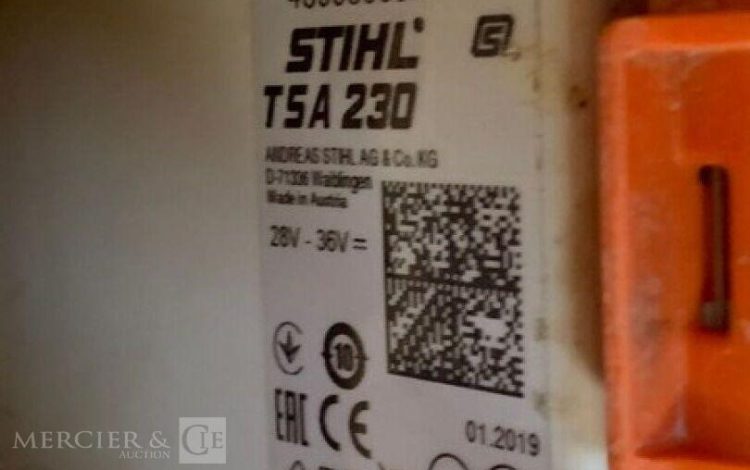 STIHL
TSA 230
ANDREAS STIHL AG & Co. KG
D-71336 Waiblingen
Made in Austria
28V - 36V
10
EAC CE
01.2019
MERCIER & CIE
AUCTION